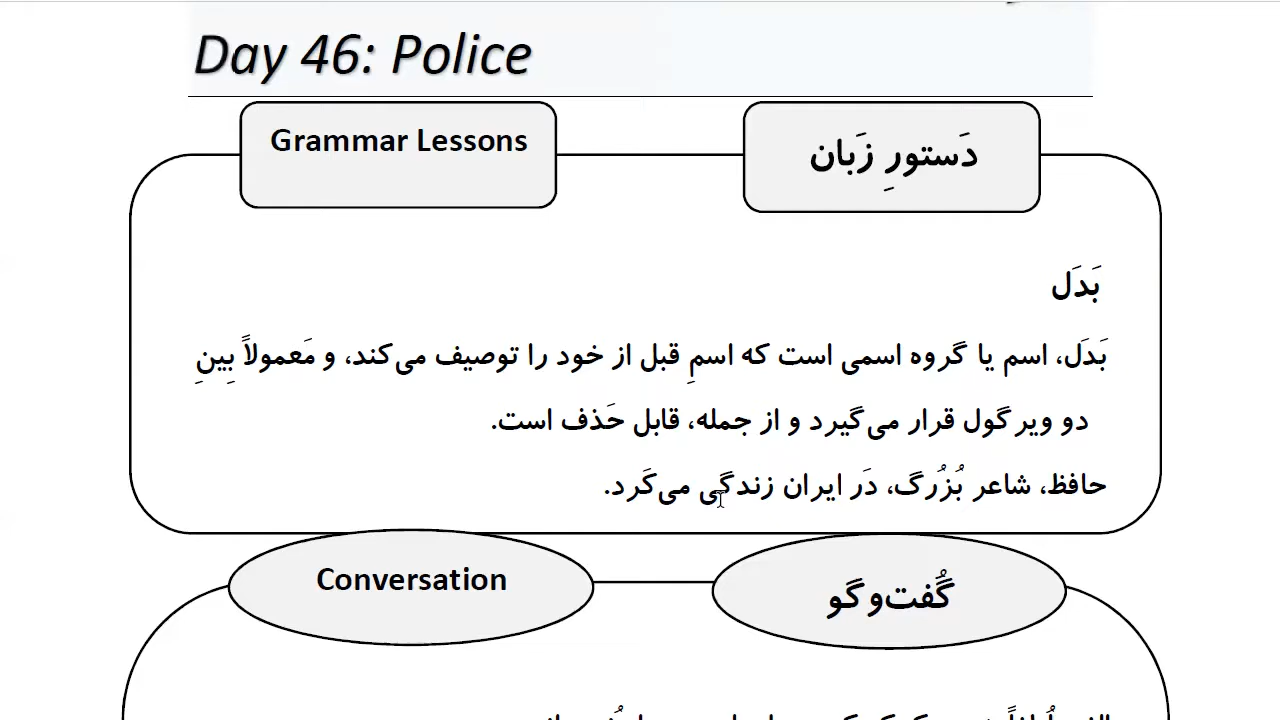 Day 46: Police
Grammar Lessons
دَستورِ زَبان
بَدَل
بَدَل، اسم یا گروه اسمی است که اسمِ قبل از خود را توصیف می‌کند، و مَعمولاً بِینِ
دو ویرگول قرار می‌گیرد و از جمله، قابل حَذف است.
حافظ، شاعر بُزُرگ، دَر ایران زندگی می‌کَرد.
Conversation
گُفت‌و‌گو